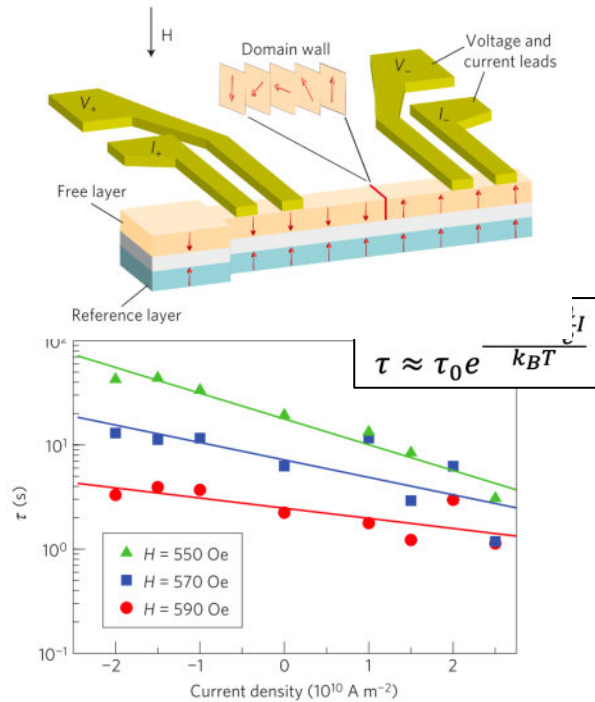 H
Domain wall
Voltage and
current leads
V₊
I₊
V₋
I₋
Free layer
Reference layer
τ ≈ τ₀e
k_BT
10²
10¹
10⁰
10⁻¹
τ (s)
H = 550 Oe
H = 570 Oe
H = 590 Oe
−2 −1 0 1 2
Current density (10¹⁰ A m⁻²)